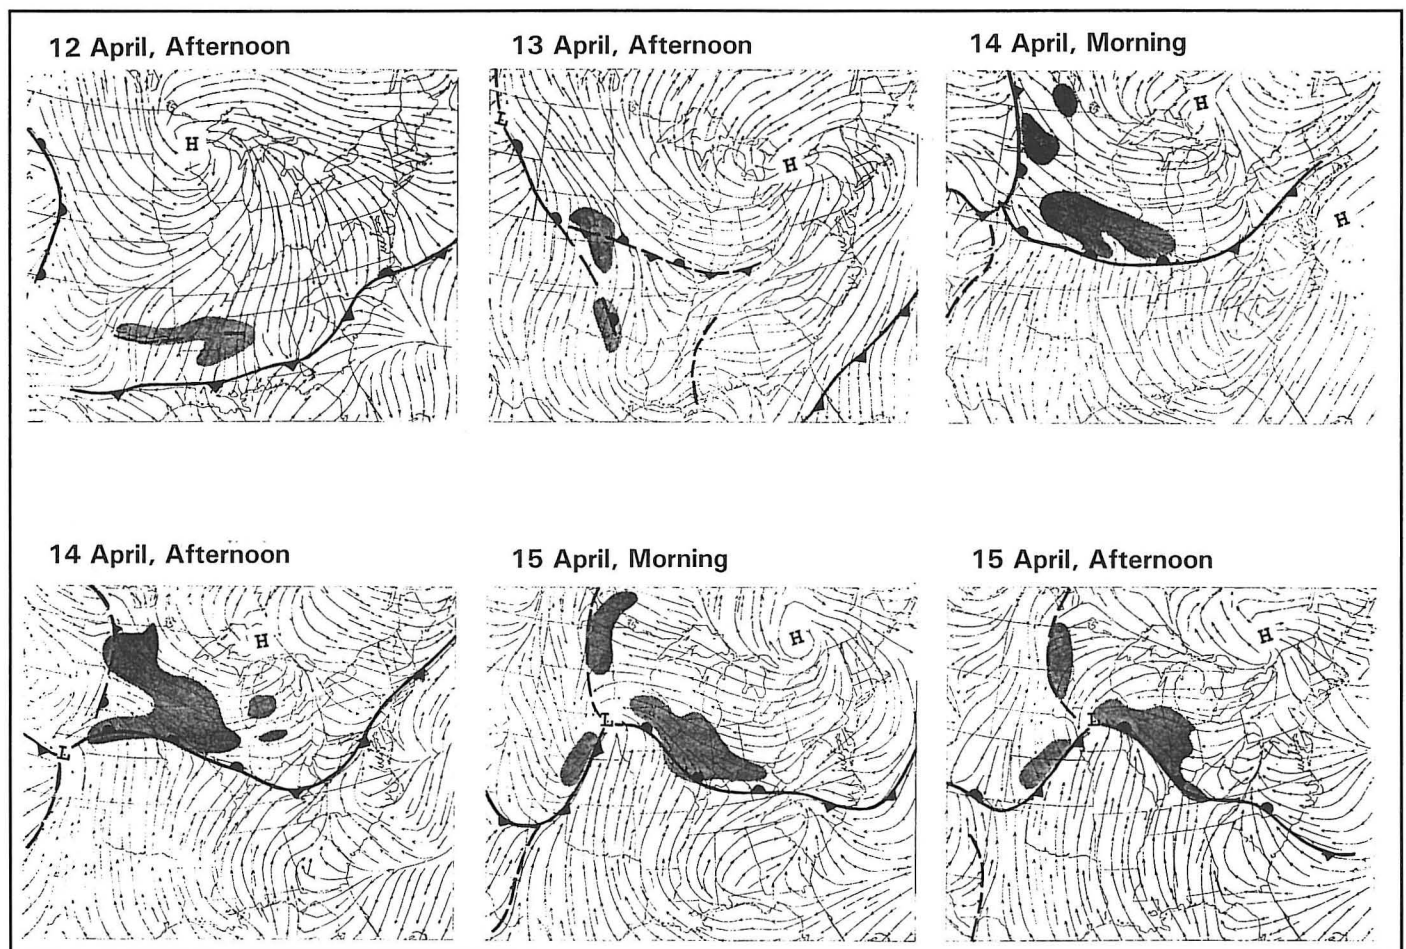 12 April, Afternoon
13 April, Afternoon
14 April, Morning
H
L
H
H
H
14 April, Afternoon
15 April, Morning
15 April, Afternoon
H
H
H
L
L
L